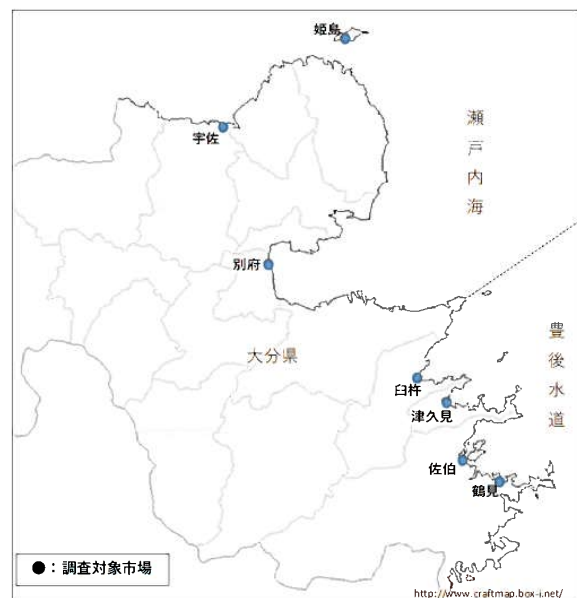 姫島
瀬戸内海
宇佐
別府
大分県
豊後水道
臼杵
津久見
佐伯
鶴見
●：調査対象市場
http://www.craftmap.box-i.net/